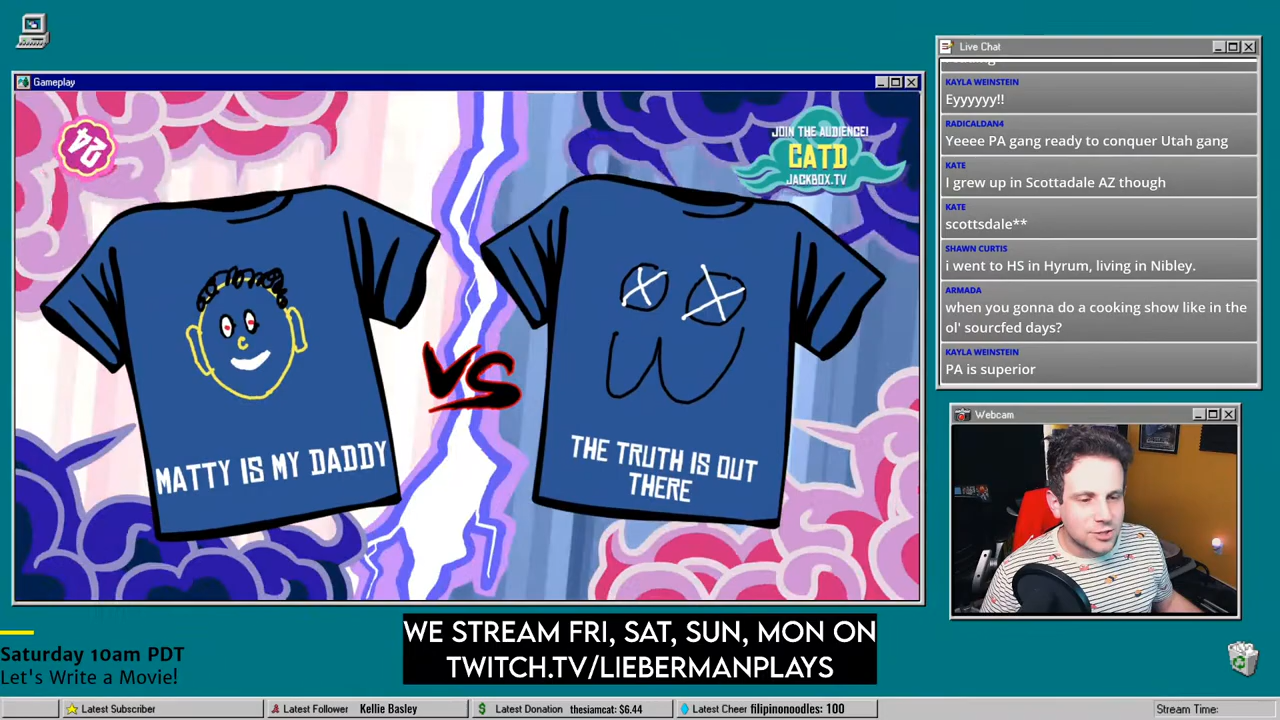 Gameplay
24
JOIN THE AUDIENCE!
CATD
JACKBOX.TV
MATTY IS MY DADDY
VS
THE TRUTH IS OUT
THERE
Live Chat
KAYLA WEINSTEIN
Eyyyyyy!!
RADICALDAN4
Yeeee PA gang ready to conquer Utah gang
KATE
I grew up in Scottadale AZ though
KATE
scottsdale**
SHAWN CURTIS
i went to HS in Hyrum, living in Nibley.
ARMADA
when you gonna do a cooking show like in the
ol' sourcfed days?
KAYLA WEINSTEIN
PA is superior
Webcam
WE STREAM FRI, SAT, SUN, MON ON
TWITCH.TV/LIEBERMANPLAYS
Saturday 10am PDT
Let's Write a Movie!
Latest Subscriber
Latest Follower Kellie Basley
Latest Donation thesiamcat: $6.44
Latest Cheer filipinonoodles: 100
Stream Time: